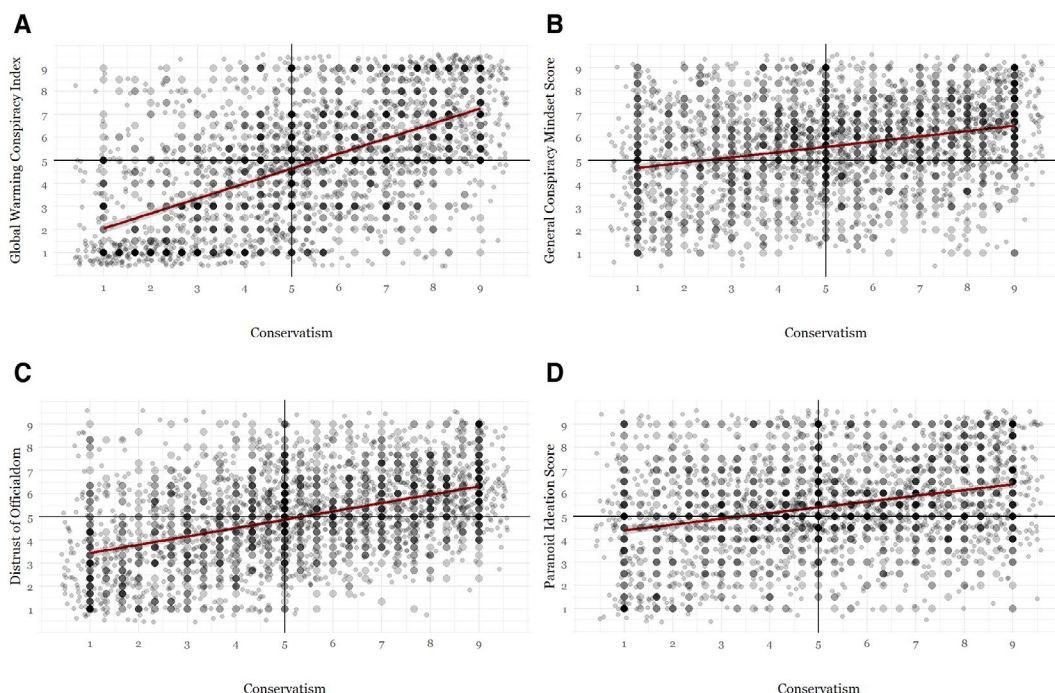 A
Global Warming Conspiracy Index
9
8
7
6
5
4
3
2
1
1 2 3 4 5 6 7 8 9
Conservatism
B
General Conspiracy Mindset Score
9
8
7
6
5
4
3
2
1
1 2 3 4 5 6 7 8 9
Conservatism
C
Distrust of Officialdom
9
8
7
6
5
4
3
2
1
1 2 3 4 5 6 7 8 9
Conservatism
D
Paranoid Ideation Score
9
8
7
6
5
4
3
2
1
1 2 3 4 5 6 7 8 9
Conservatism